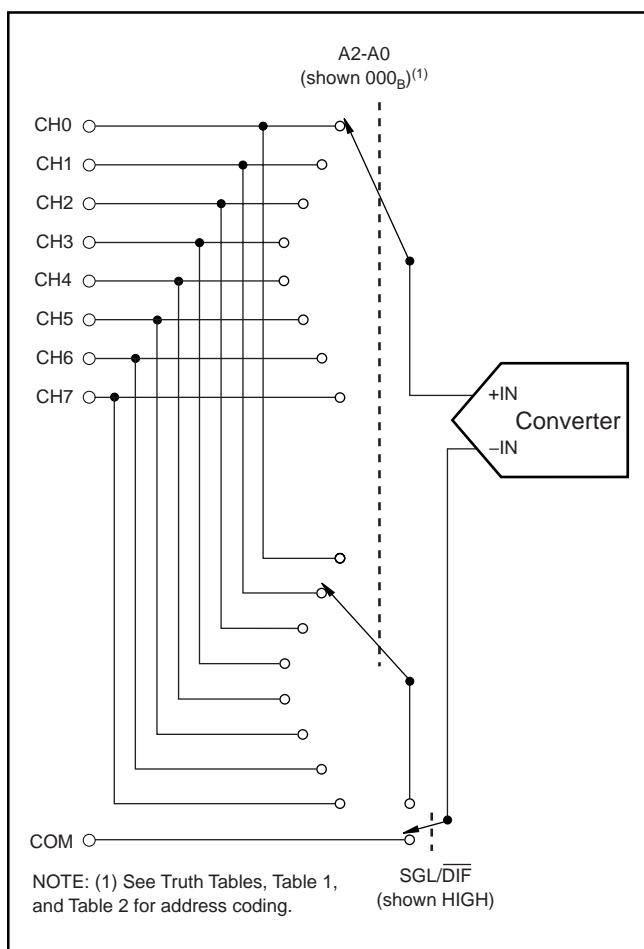 A2-A0
(shown 000B)(1)
CH0
CH1
CH2
CH3
CH4
CH5
CH6
CH7
+IN
Converter
−IN
COM
SGL/DIF
(shown HIGH)
NOTE: (1) See Truth Tables, Table 1,
and Table 2 for address coding.